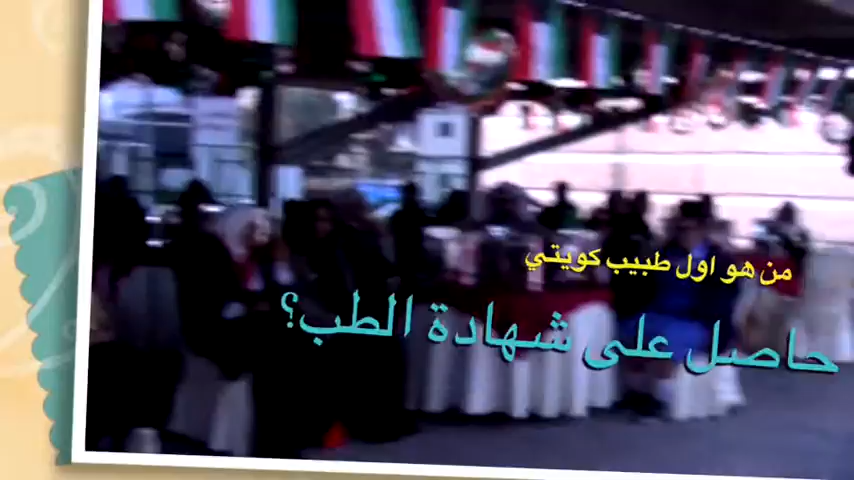 من هو اول طبيب كويتي
حاصل على شهادة الطب؟